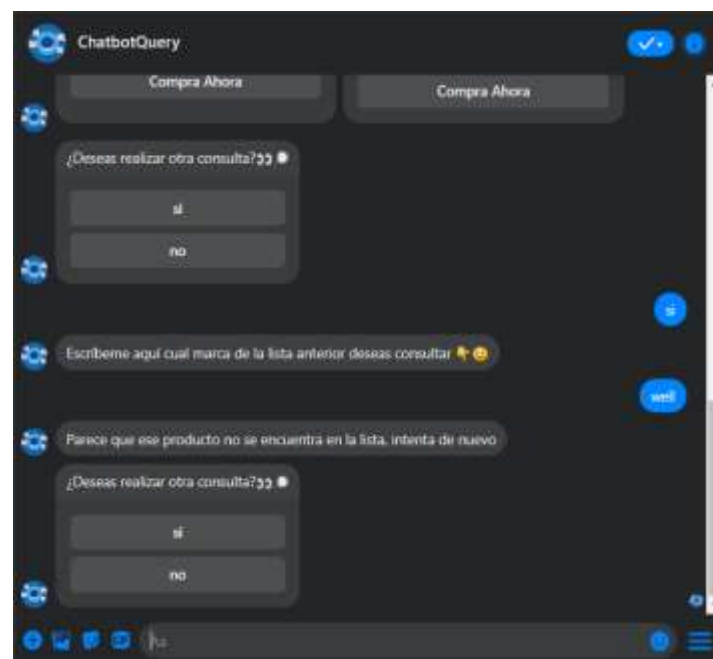 ChatbotQuery
Compra Ahora
Compra Ahora
¿Deseas realizar otra consulta?
si
no
si
Escríbeme aquí cual marca de la lista anterior deseas consultar 👇😊
well
Parece que ese producto no se encuentra en la lista, intenta de nuevo
¿Deseas realizar otra consulta?
si
no
Aa